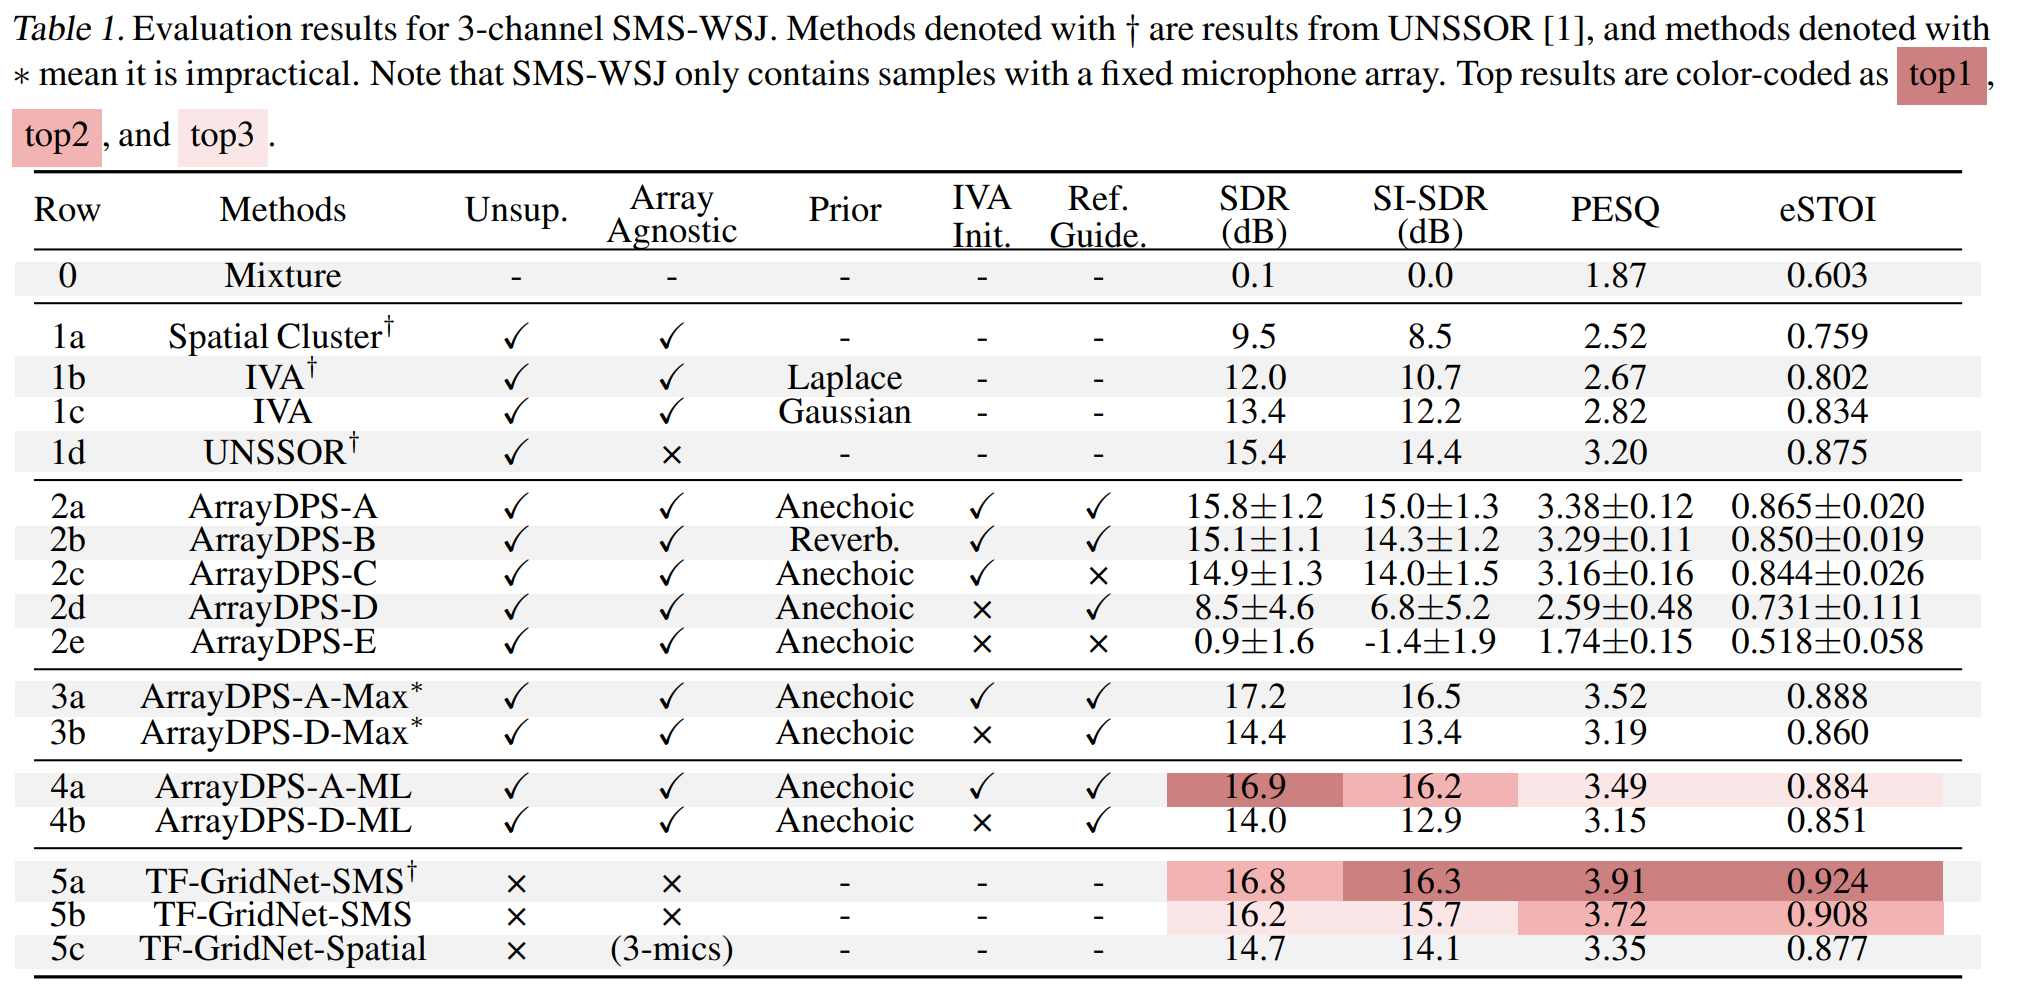 Table 1. Evaluation results for 3-channel SMS-WSJ. Methods denoted with † are results from UNSSOR [1], and methods denoted with
∗ mean it is impractical. Note that SMS-WSJ only contains samples with a fixed microphone array. Top results are color-coded as top1 ,
top2 , and top3 .
Row Methods Unsup. Array Agnostic Prior IVA Init. Ref. Guide. SDR (dB) SI-SDR (dB) PESQ eSTOI
0 Mixture - - - - - 0.1 0.0 1.87 0.603
1a Spatial Cluster† ✓ ✓ - - - 9.5 8.5 2.52 0.759
1b IVA† ✓ ✓ Laplace - - 12.0 10.7 2.67 0.802
1c IVA ✓ ✓ Gaussian - - 13.4 12.2 2.82 0.834
1d UNSSOR† ✓ × - - - 15.4 14.4 3.20 0.875
2a ArrayDPS-A ✓ ✓ Anechoic ✓ ✓ 15.8±1.2 15.0±1.3 3.38±0.12 0.865±0.020
2b ArrayDPS-B ✓ ✓ Reverb. ✓ ✓ 15.1±1.1 14.3±1.2 3.29±0.11 0.850±0.019
2c ArrayDPS-C ✓ ✓ Anechoic ✓ × 14.9±1.3 14.0±1.5 3.16±0.16 0.844±0.026
2d ArrayDPS-D ✓ ✓ Anechoic × ✓ 8.5±4.6 6.8±5.2 2.59±0.48 0.731±0.111
2e ArrayDPS-E ✓ ✓ Anechoic × × 0.9±1.6 -1.4±1.9 1.74±0.15 0.518±0.058
3a ArrayDPS-A-Max∗ ✓ ✓ Anechoic ✓ ✓ 17.2 16.5 3.52 0.888
3b ArrayDPS-D-Max∗ ✓ ✓ Anechoic × ✓ 14.4 13.4 3.19 0.860
4a ArrayDPS-A-ML ✓ ✓ Anechoic ✓ ✓ 16.9 16.2 3.49 0.884
4b ArrayDPS-D-ML ✓ ✓ Anechoic × ✓ 14.0 12.9 3.15 0.851
5a TF-GridNet-SMS† × × - - - 16.8 16.3 3.91 0.924
5b TF-GridNet-SMS × × - - - 16.2 15.7 3.72 0.908
5c TF-GridNet-Spatial × (3-mics) - - - 14.7 14.1 3.35 0.877